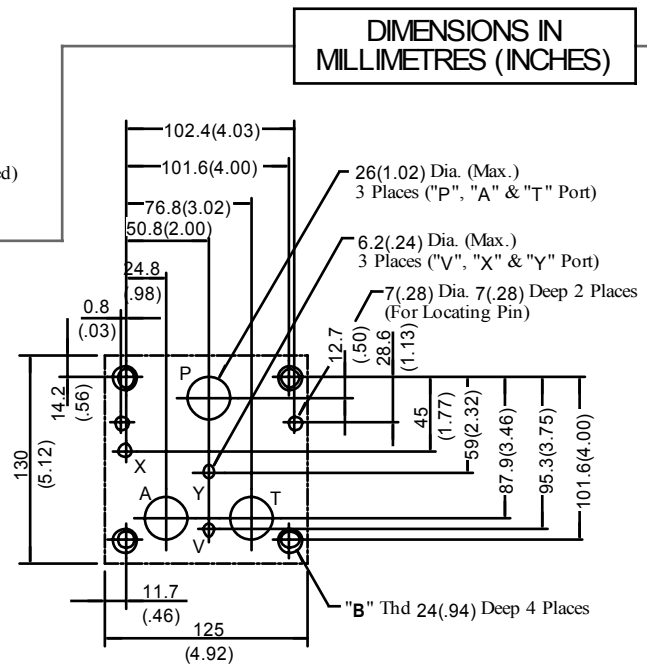 DIMENSIONS IN
MILLIMETRES (INCHES)
ed)
102.4(4.03)
101.6(4.00)
76.8(3.02)
50.8(2.00)
24.8
(.98)
0.8
(.03)
26(1.02) Dia. (Max.)
3 Places ("P", "A" & "T" Port)
6.2(.24) Dia. (Max.)
3 Places ("V", "X" & "Y" Port)
7(.28) Dia. 7(.28) Deep 2 Places
(For Locating Pin)
12.7
(.50)
28.6
(1.13)
14.2
(.56)
130
(5.12)
P
X
A
Y
T
V
45
(1.77)
59(2.32)
87.9(3.46)
95.3(3.75)
101.6(4.00)
11.7
(.46)
125
(4.92)
"B" Thd 24(.94) Deep 4 Places